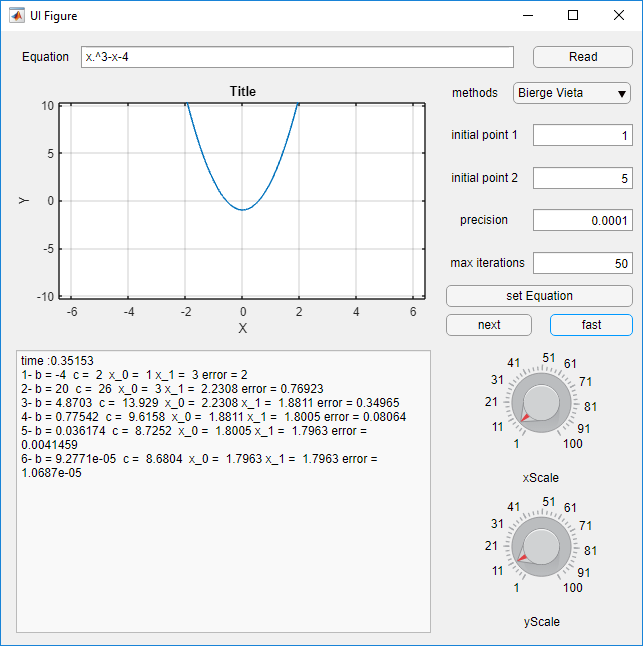 UI Figure
Equation x.^3-x-4 Read
methods Bierge Vieta
initial point 1 1
initial point 2 5
precision 0.0001
max iterations 50
set Equation
next fast
Title
10
5
0
-5
-10
Y
-6 -4 -2 0 2 4 6
X
time :0.35153
1- b = -4 c = 2 x_0 = 1 x_1 = 3 error = 2
2- b = 20 c = 26 x_0 = 3 x_1 = 2.2308 error = 0.76923
3- b = 4.8703 c = 13.929 x_0 = 2.2308 x_1 = 1.8811 error = 0.34965
4- b = 0.77542 c = 9.6158 x_0 = 1.8811 x_1 = 1.8005 error = 0.08064
5- b = 0.036174 c = 8.7252 x_0 = 1.8005 x_1 = 1.7963 error =
0.0041459
6- b = 9.2771e-05 c = 8.6804 x_0 = 1.7963 x_1 = 1.7963 error =
1.0687e-05
1 11 21 31 41 51 61 71 81 91 100
xScale
1 11 21 31 41 51 61 71 81 91 100
yScale